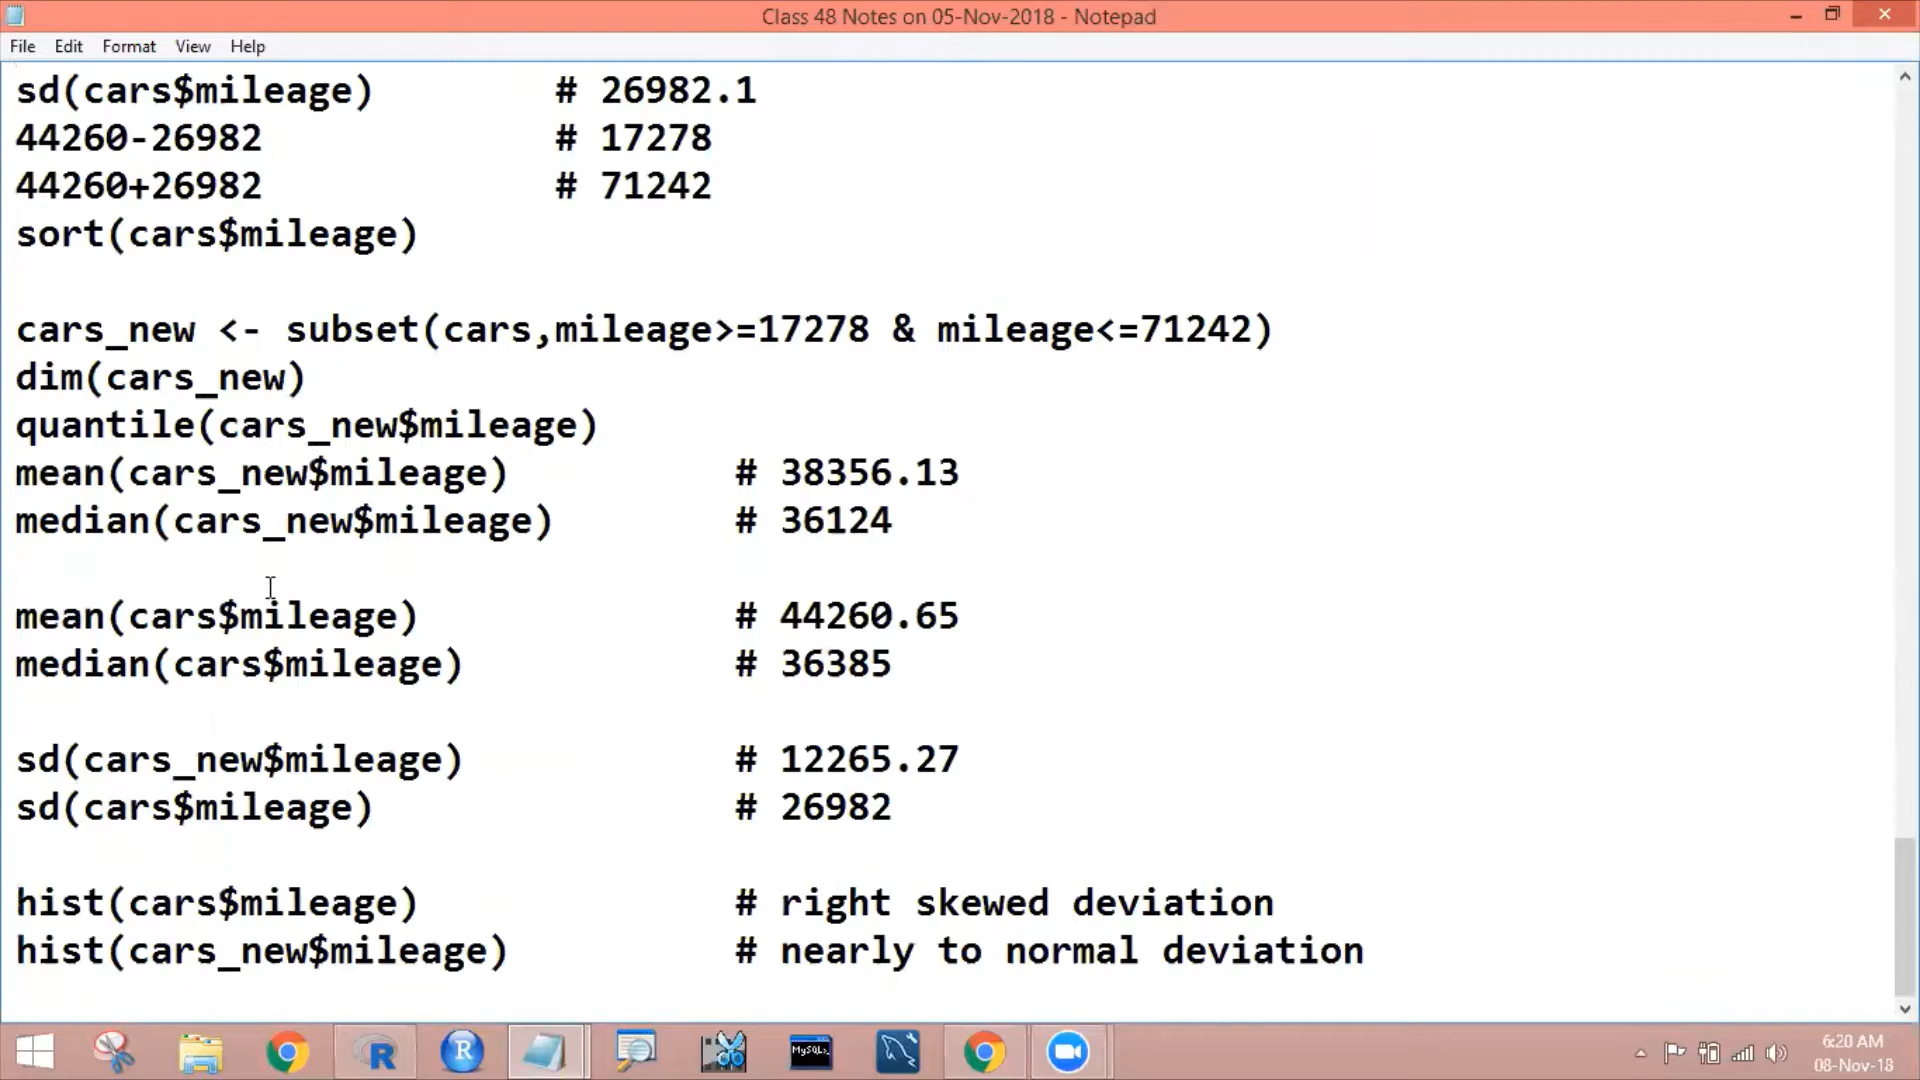 Class 48 Notes on 05-Nov-2018 - Notepad
File Edit Format View Help
sd(cars$mileage) # 26982.1
44260-26982 # 17278
44260+26982 # 71242
sort(cars$mileage)
cars_new <- subset(cars,mileage>=17278 & mileage<=71242)
dim(cars_new)
quantile(cars_new$mileage)
mean(cars_new$mileage) # 38356.13
median(cars_new$mileage) # 36124
mean(cars$mileage) # 44260.65
median(cars$mileage) # 36385
sd(cars_new$mileage) # 12265.27
sd(cars$mileage) # 26982
hist(cars$mileage) # right skewed deviation
hist(cars_new$mileage) # nearly to normal deviation
R R MySQL 6:20 AM
08-Nov-18